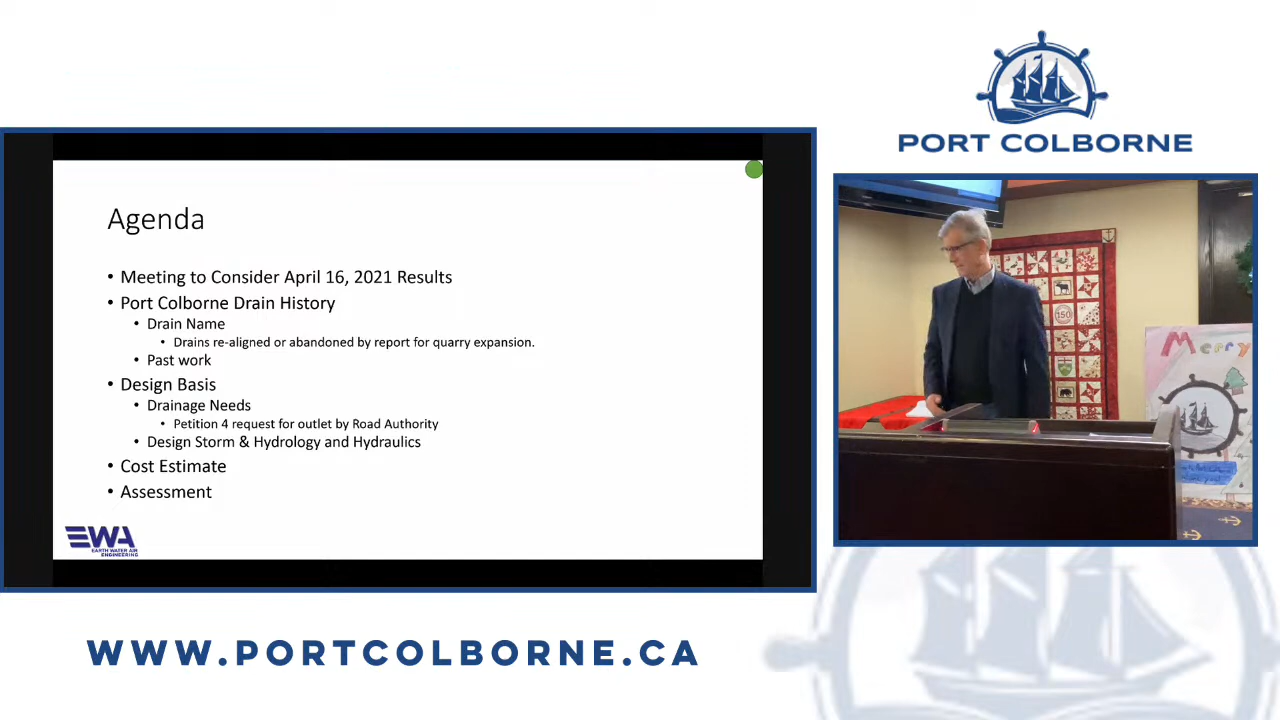 PORT COLBORNE
Agenda
• Meeting to Consider April 16, 2021 Results
• Port Colborne Drain History
• Drain Name
• Drains re-aligned or abandoned by report for quarry expansion.
• Past work
• Design Basis
• Drainage Needs
• Petition 4 request for outlet by Road Authority
• Design Storm & Hydrology and Hydraulics
• Cost Estimate
• Assessment
EWA
EARTH WATER AIR
ENGINEERING
150
Merry
WWW.PORTCOLBORNE.CA